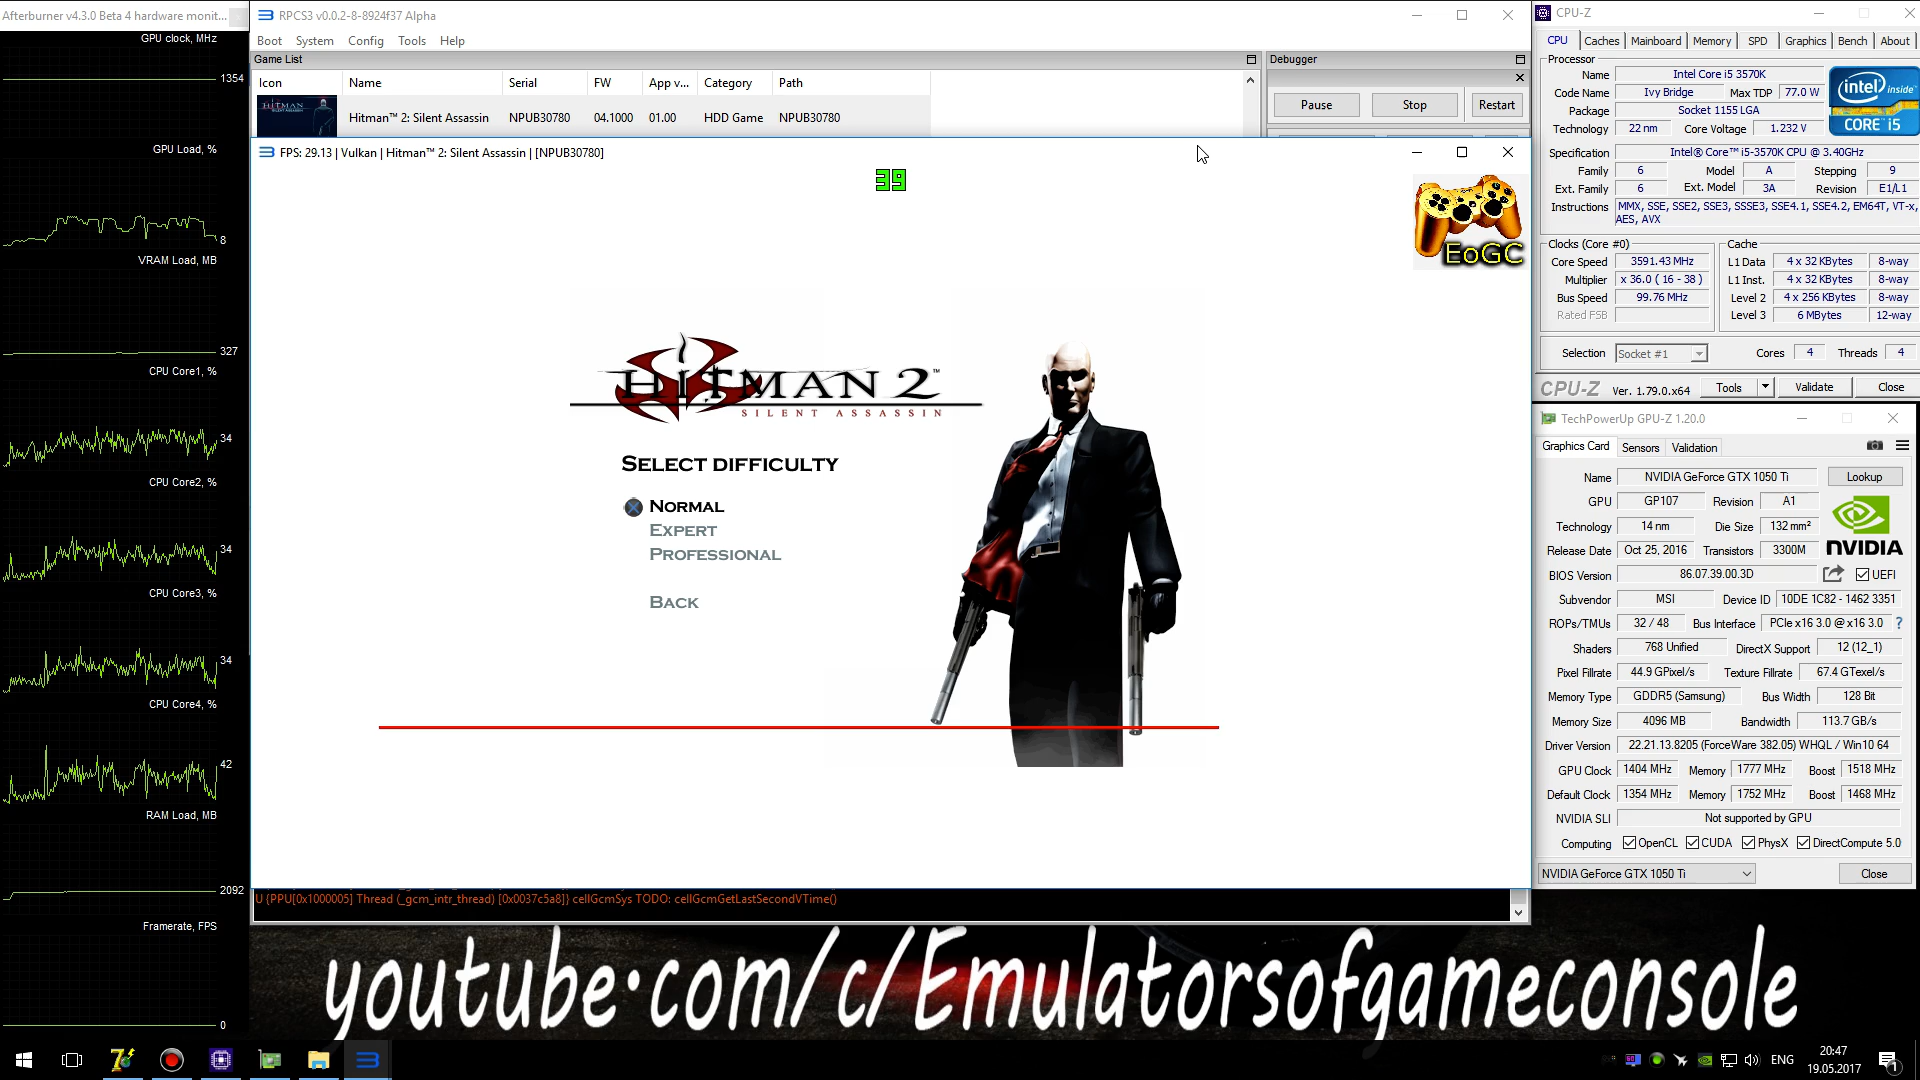 Afterburner v4.3.0 Beta 4 hardware monit...
GPU clock, MHz
1354
GPU Load, %
8
VRAM Load, MB
327
CPU Core1, %
34
CPU Core2, %
34
CPU Core3, %
34
CPU Core4, %
42
RAM Load, MB
2092
Framerate, FPS
0
RPCS3 v0.0.2-8-8924f37 Alpha
Boot System Config Tools Help
Game List
Icon Name Serial FW App v... Category Path
HITMAN
Hitman™ 2: Silent Assassin NPUB30780 04.1000 01.00 HDD Game NPUB30780
Debugger
Pause Stop Restart
FPS: 29.13 | Vulkan | Hitman™ 2: Silent Assassin | [NPUB30780]
39
EoGC
HITMAN 2™
SILENT ASSASSIN
SELECT DIFFICULTY
NORMAL
EXPERT
PROFESSIONAL
BACK
U {PPU[0x1000005] Thread (_gcm_intr_thread) [0x0037c5a8]} cellGcmSys TODO: cellGcmGetLastSecondVTime()
youtube.com/c/Emulatorsofgameconsole
CPU-Z
CPU Caches Mainboard Memory SPD Graphics Bench About
Processor
Name Intel Core i5 3570K
Code Name Ivy Bridge Max TDP 77.0 W
Package Socket 1155 LGA
Technology 22 nm Core Voltage 1.232 V
intel inside™
CORE i5
Specification Intel® Core™ i5-3570K CPU @ 3.40GHz
Family 6 Model A Stepping 9
Ext. Family 6 Ext. Model 3A Revision E1/L1
Instructions MMX, SSE, SSE2, SSE3, SSSE3, SSE4.1, SSE4.2, EM64T, VT-x,
AES, AVX
Clocks (Core #0) Cache
Core Speed 3591.43 MHz L1 Data 4 x 32 KBytes 8-way
Multiplier x 36.0 ( 16 - 38 ) L1 Inst. 4 x 32 KBytes 8-way
Bus Speed 99.76 MHz Level 2 4 x 256 KBytes 8-way
Rated FSB Level 3 6 MBytes 12-way
Selection Socket #1 Cores 4 Threads 4
CPU-Z Ver. 1.79.0.x64 Tools Validate Close
TechPowerUp GPU-Z 1.20.0
Graphics Card Sensors Validation
Name NVIDIA GeForce GTX 1050 Ti Lookup
GPU GP107 Revision A1
Technology 14 nm Die Size 132 mm²
Release Date Oct 25, 2016 Transistors 3300M
NVIDIA
BIOS Version 86.07.39.00.3D UEFI
Subvendor MSI Device ID 10DE 1C82 - 1462 3351
ROPs/TMUs 32 / 48 Bus Interface PCIe x16 3.0 @ x16 3.0 ?
Shaders 768 Unified DirectX Support 12 (12_1)
Pixel Fillrate 44.9 GPixel/s Texture Fillrate 67.4 GTexel/s
Memory Type GDDR5 (Samsung) Bus Width 128 Bit
Memory Size 4096 MB Bandwidth 113.7 GB/s
Driver Version 22.21.13.8205 (ForceWare 382.05) WHQL / Win10 64
GPU Clock 1404 MHz Memory 1777 MHz Boost 1518 MHz
Default Clock 1354 MHz Memory 1752 MHz Boost 1468 MHz
NVIDIA SLI Not supported by GPU
Computing OpenCL CUDA PhysX DirectCompute 5.0
NVIDIA GeForce GTX 1050 Ti Close
ENG
20:47
19.05.2017
1